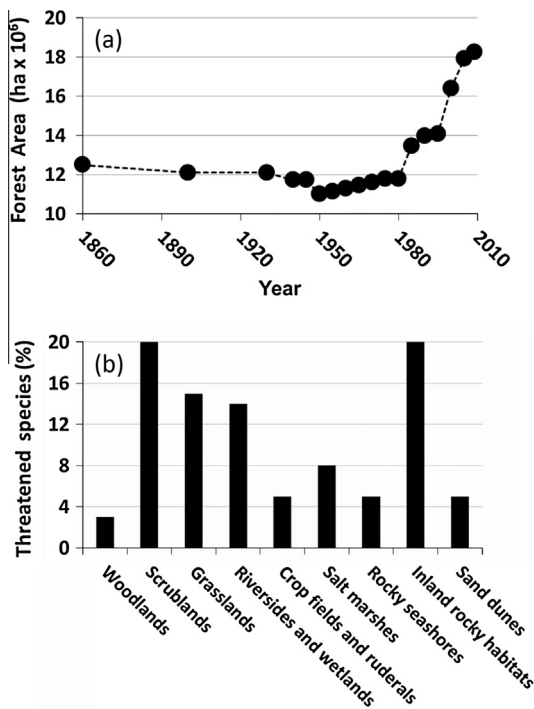 20
(a)
18
16
14
12
10
Forest Area (ha x 10⁶)
1860
1890
1920
1950
1980
2010
Year
20
(b)
16
12
8
4
0
Threatened species (%)
Woodlands
Scrublands
Grasslands
Riversides and wetlands
Crop fields and ruderals
Salt marshes
Rocky seashores
Inland rocky habitats
Sand dunes